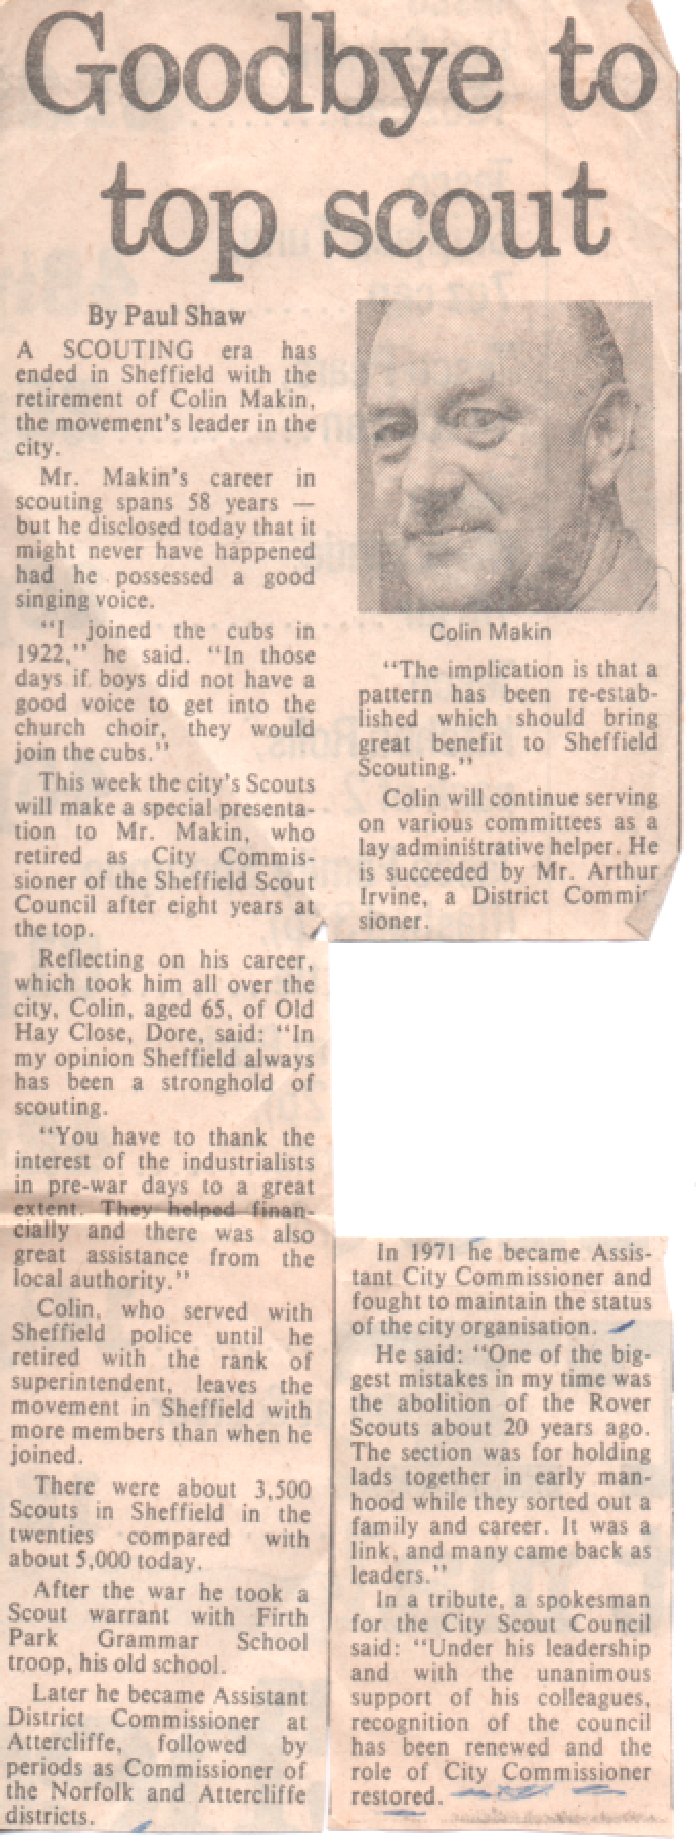 Goodbye to
top scout
By Paul Shaw
A SCOUTING era has
ended in Sheffield with the
retirement of Colin Makin,
the movement's leader in the
city.
Mr. Makin's career in
scouting spans 58 years —
but he disclosed today that it
might never have happened
had he possessed a good
singing voice.
"I joined the cubs in
1922," he said. "In those
days if boys did not have a
good voice to get into the
church choir, they would
join the cubs."
This week the city's Scouts
will make a special presenta-
tion to Mr. Makin, who
retired as City Commis-
sioner of the Sheffield Scout
Council after eight years at
the top.
Reflecting on his career,
which took him all over the
city, Colin, aged 65, of Old
Hay Close, Dore, said: "In
my opinion Sheffield always
has been a stronghold of
scouting.
"You have to thank the
interest of the industrialists
in pre-war days to a great
extent. They helped finan-
cially and there was also
great assistance from the
local authority."
Colin, who served with
Sheffield police until he
retired with the rank of
superintendent, leaves the
movement in Sheffield with
more members than when he
joined.
There were about 3,500
Scouts in Sheffield in the
twenties compared with
about 5,000 today.
After the war he took a
Scout warrant with Firth
Park Grammar School
troop, his old school.
Later he became Assistant
District Commissioner at
Attercliffe, followed by
periods as Commissioner of
the Norfolk and Attercliffe
districts.
In 1971 he became Assis-
tant City Commissioner and
fought to maintain the status
of the city organisation.
He said: "One of the big-
gest mistakes in my time was
the abolition of the Rover
Scouts about 20 years ago.
The section was for holding
lads together in early man-
hood while they sorted out a
family and career. It was a
link, and many came back as
leaders."
In a tribute, a spokesman
for the City Scout Council
said: "Under his leadership
and with the unanimous
support of his colleagues,
recognition of the council
has been renewed and the
role of City Commissioner
restored.
Colin Makin
"The implication is that a
pattern has been re-estab-
lished which should bring
great benefit to Sheffield
Scouting."
Colin will continue serving
on various committees as a
lay administrative helper. He
is succeeded by Mr. Arthur
Irvine, a District Commis-
sioner.